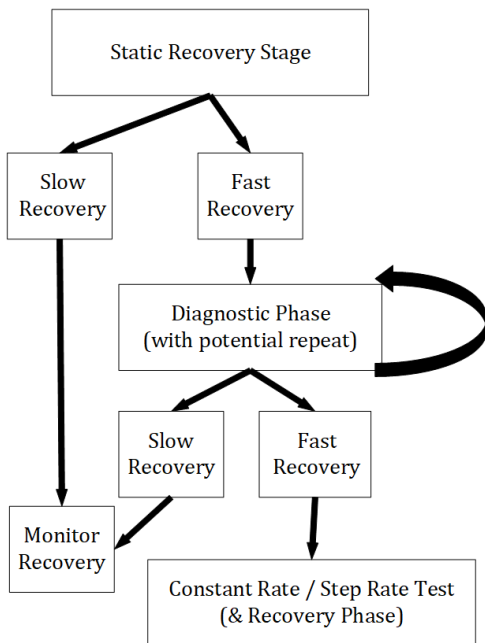 Static Recovery Stage
Slow
Recovery
Fast
Recovery
Diagnostic Phase
(with potential repeat)
Slow
Recovery
Fast
Recovery
Monitor
Recovery
Constant Rate / Step Rate Test
(& Recovery Phase)